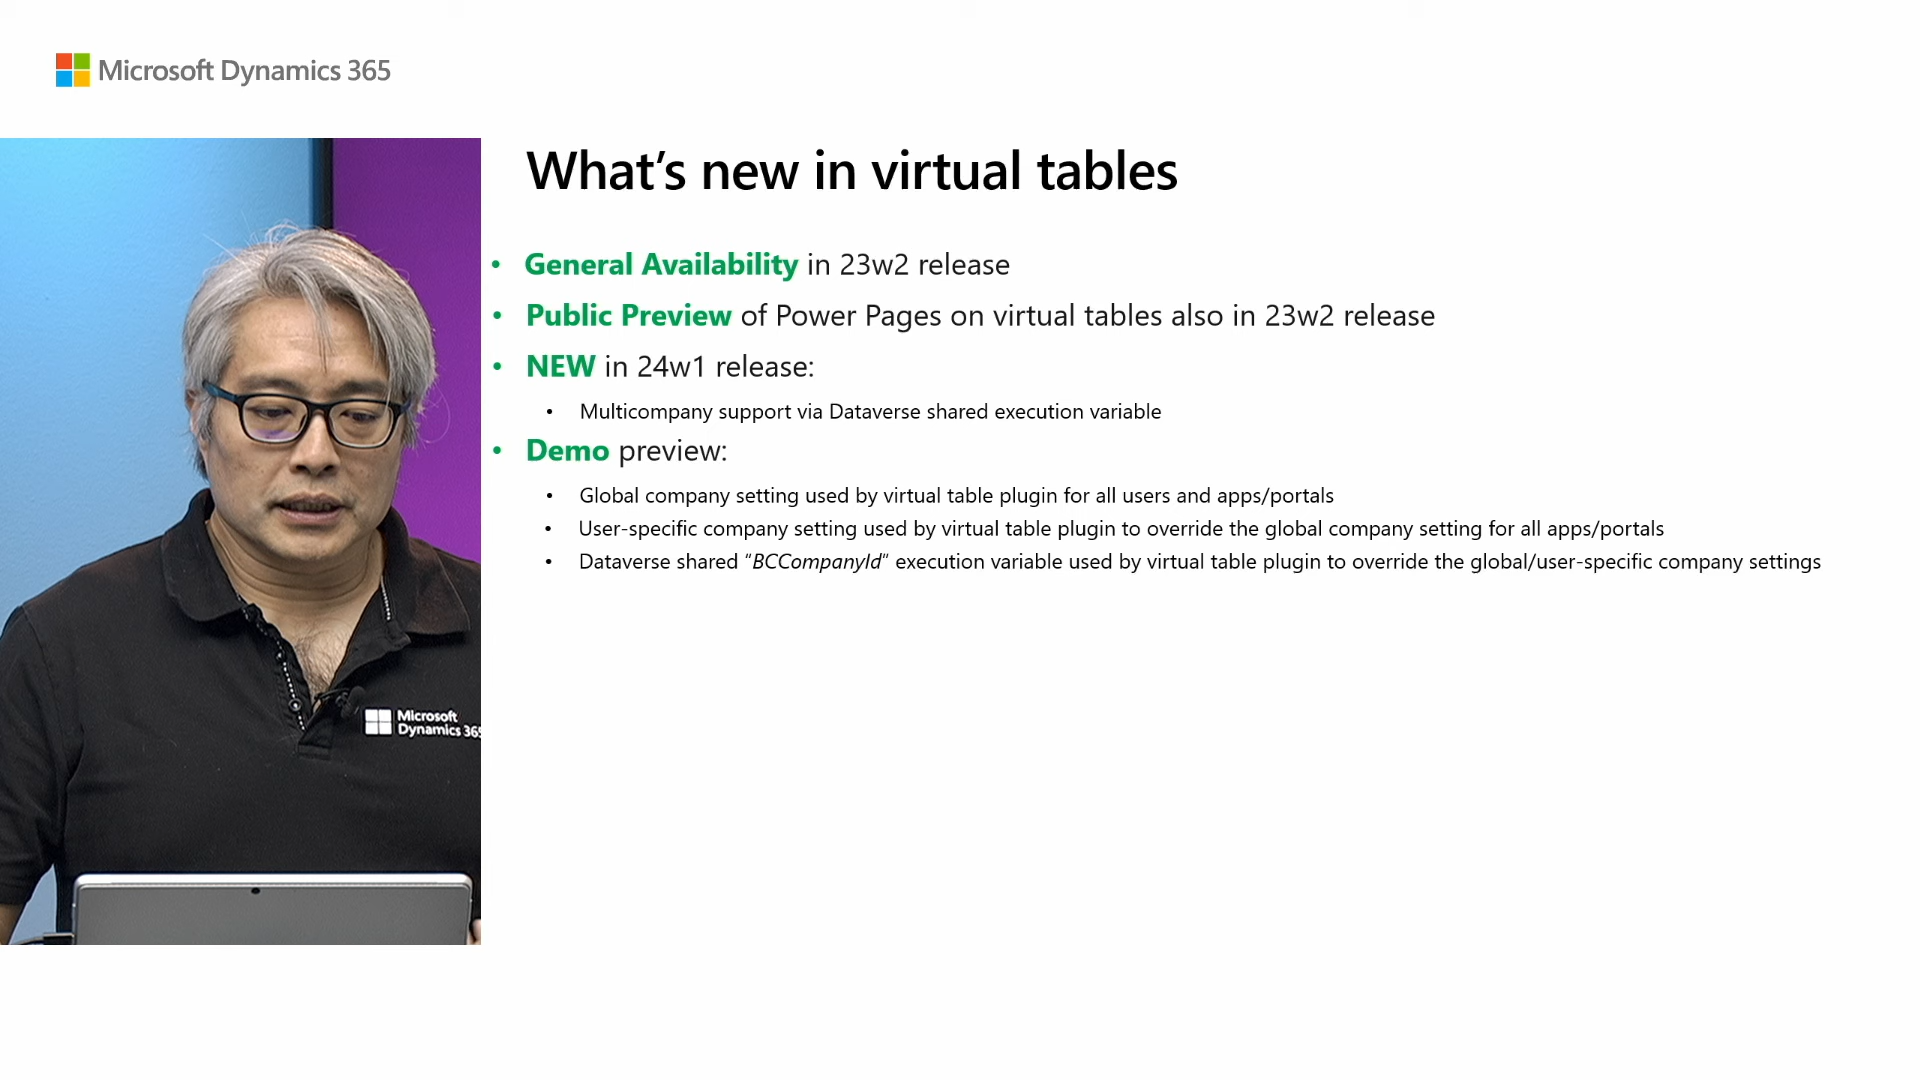 Microsoft Dynamics 365
What's new in virtual tables
• General Availability in 23w2 release
• Public Preview of Power Pages on virtual tables also in 23w2 release
• NEW in 24w1 release:
• Multicompany support via Dataverse shared execution variable
• Demo preview:
• Global company setting used by virtual table plugin for all users and apps/portals
• User-specific company setting used by virtual table plugin to override the global company setting for all apps/portals
• Dataverse shared "BCCompanyId" execution variable used by virtual table plugin to override the global/user-specific company settings
Microsoft
Dynamics 365